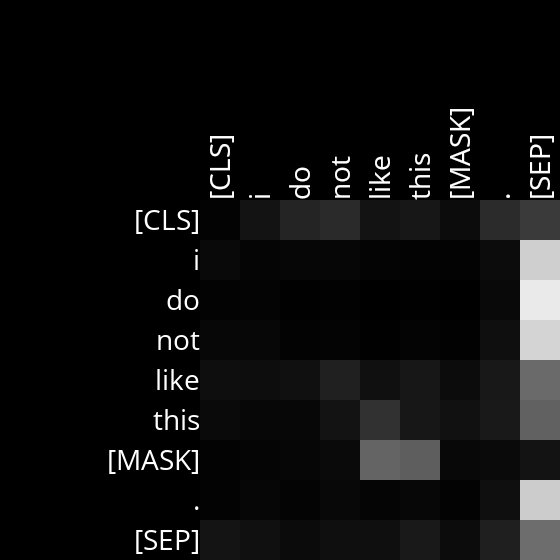 [CLS]
i
do
not
like
this
[MASK]
.
[SEP]
[CLS]
i
do
not
like
this
[MASK]
.
[SEP]